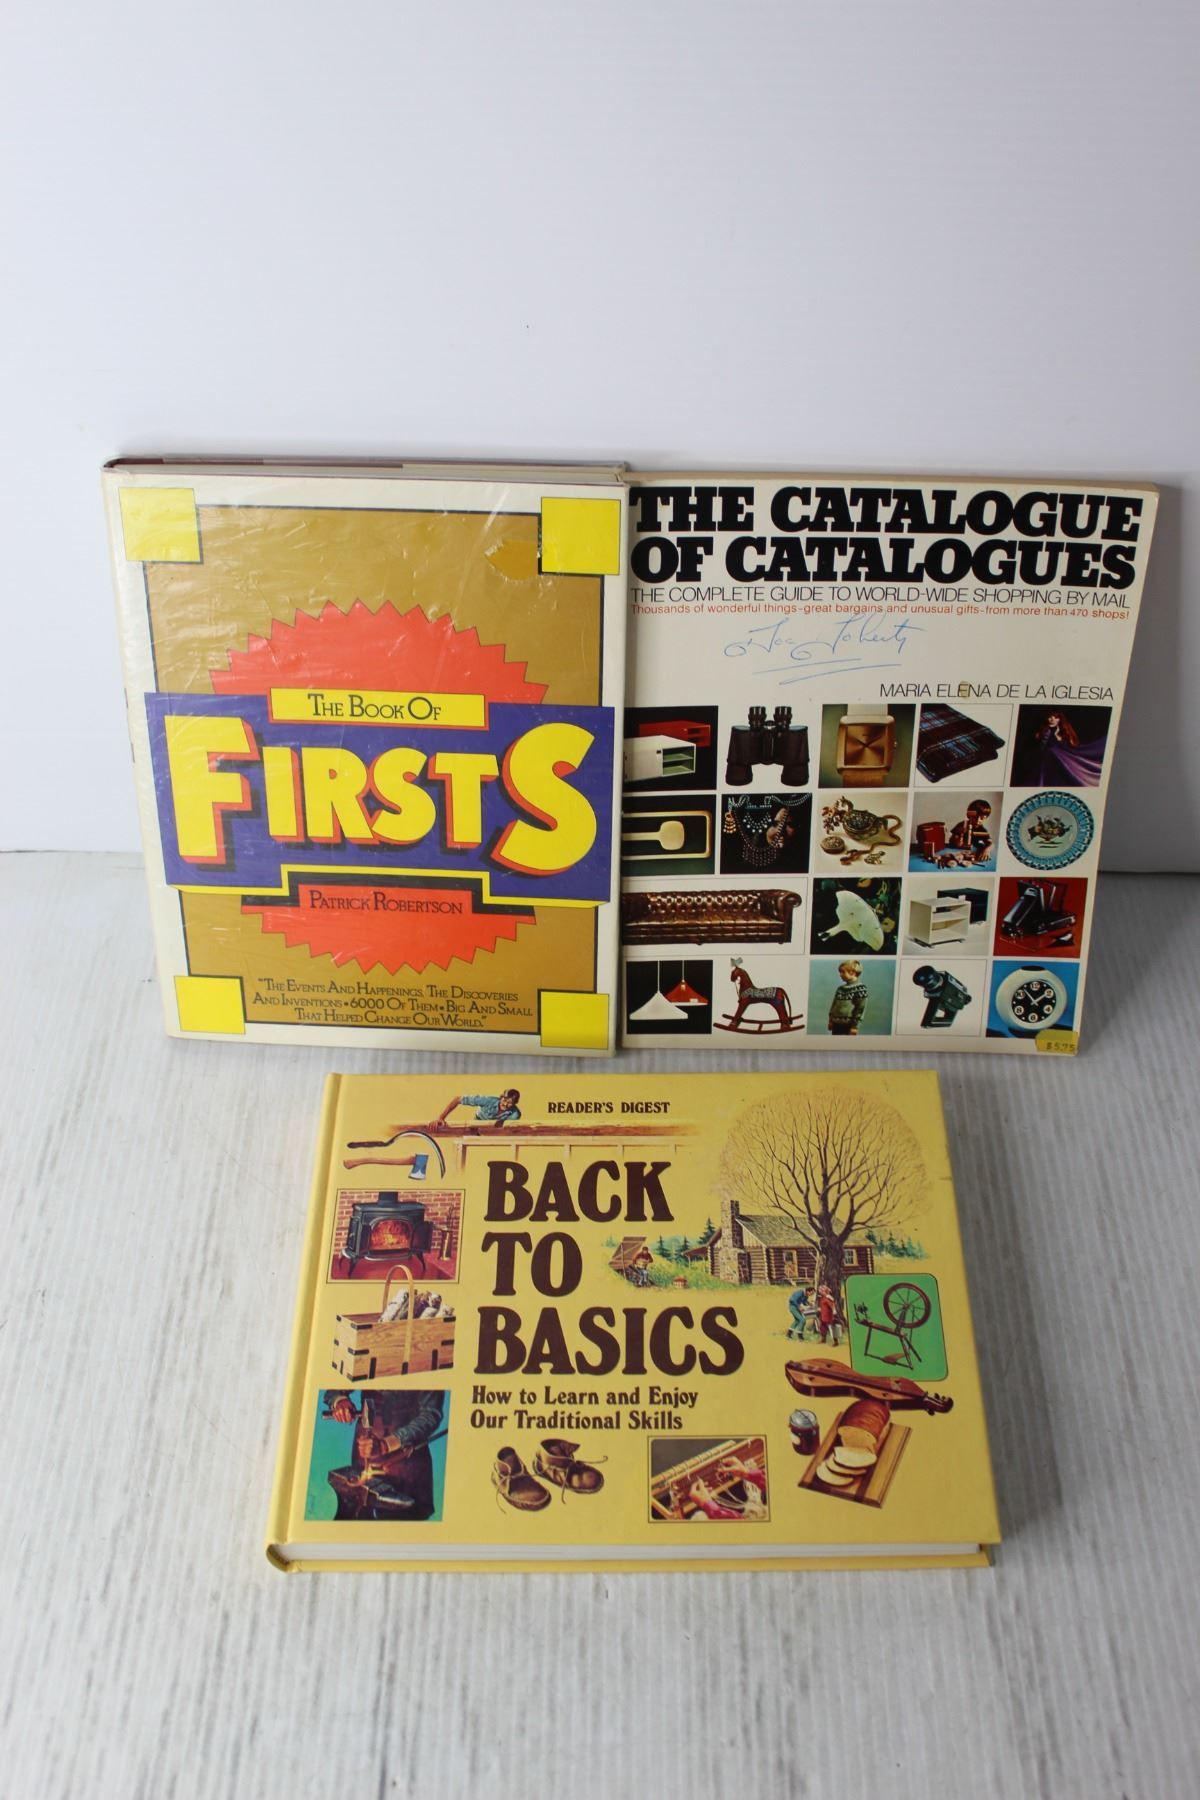 THE BOOK OF
FIRSTS
PATRICK ROBERTSON
"THE EVENTS AND HAPPENINGS, THE DISCOVERIES
AND INVENTIONS • 6000 OF THEM • BIG AND SMALL
THAT HELPED CHANGE OUR WORLD."
THE CATALOGUE
OF CATALOGUES
THE COMPLETE GUIDE TO WORLD-WIDE SHOPPING BY MAIL
Thousands of wonderful things-great bargains and unusual gifts-from more than 470 shops!
MARIA ELENA DE LA IGLESIA
$5.75
READER'S DIGEST
BACK
TO
BASICS
How to Learn and Enjoy
Our Traditional Skills